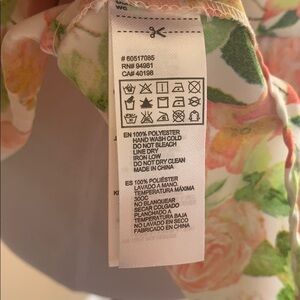 # 60517085
RN# 94981
CA# 40198
EN 100% POLYESTER
HAND WASH COLD
DO NOT BLEACH
LINE DRY
IRON LOW
DO NOT DRY CLEAN
MADE IN CHINA
ES 100% POLIÉSTER
LAVADO A MANO.
TEMPERATURA MÁXIMA
30OC
NO BLANQUEAR
SECAR COLGADO
PLANCHADO A
TEMPERATURA BAJA
NO LAVAR EN SECO
FABRICADO EN CHINA